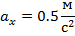 aₓ = 0.5 м/с²